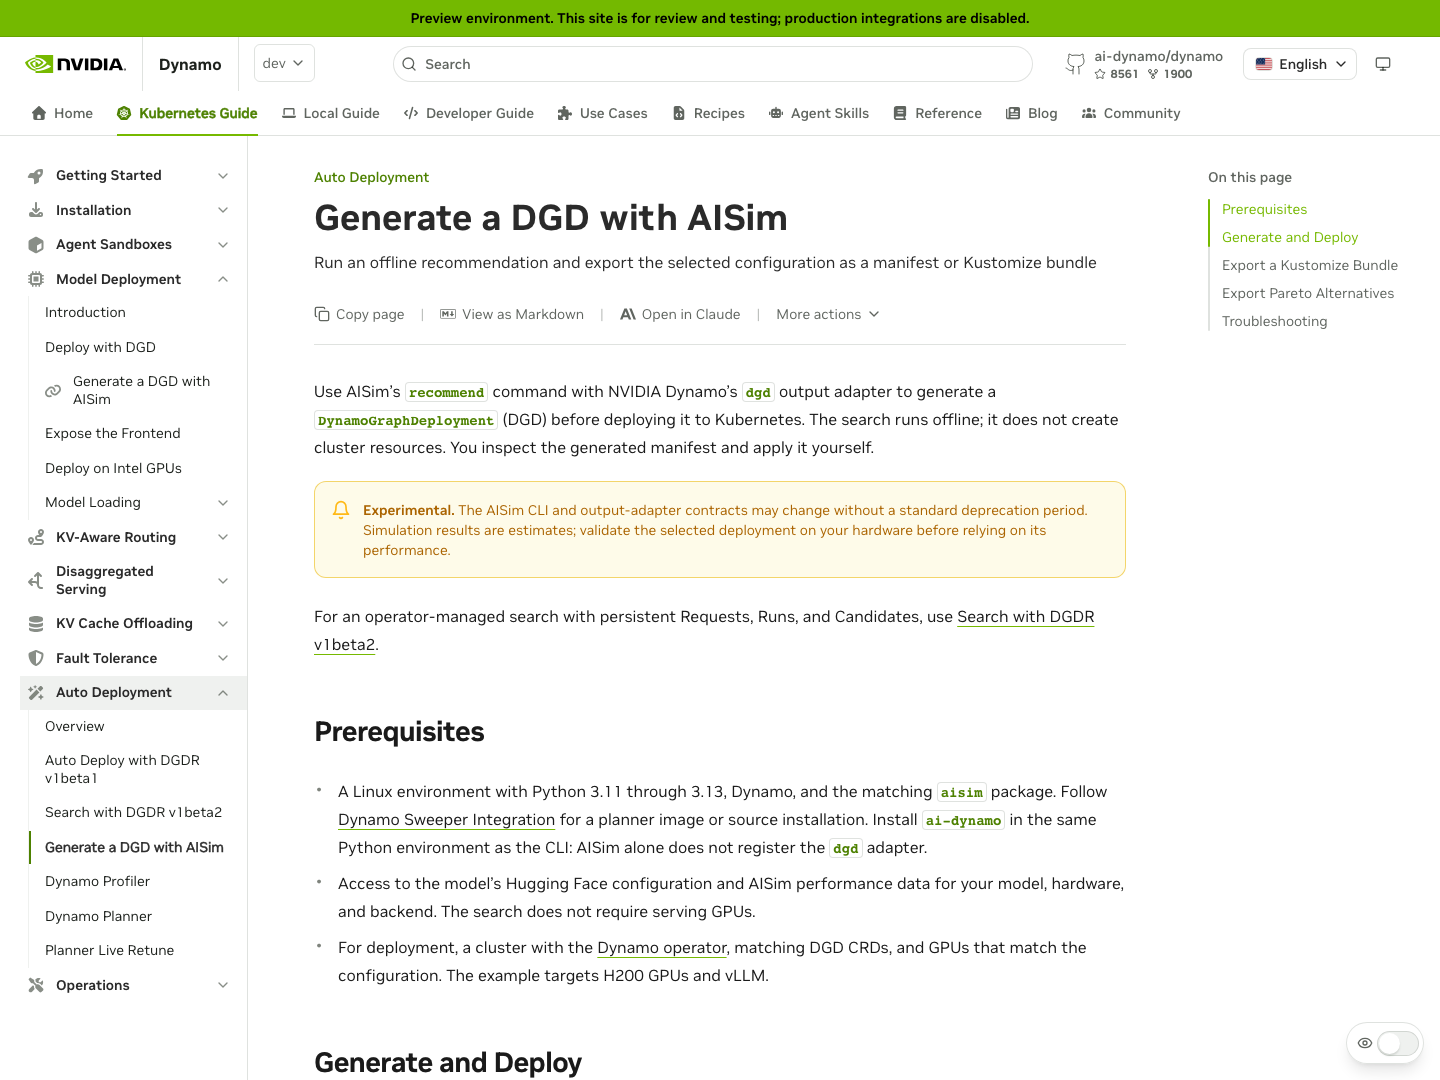 Preview environment. This site is for review and testing; production integrations are disabled.
NVIDIA.
Dynamo
dev
Search
ai-dynamo/dynamo
8561
1900
English
Home
Kubernetes Guide
Local Guide
Developer Guide
Use Cases
Recipes
Agent Skills
Reference
Blog
Community
Getting Started
Installation
Agent Sandboxes
Model Deployment
Introduction
Deploy with DGD
Generate a DGD with
AISim
Expose the Frontend
Deploy on Intel GPUs
Model Loading
KV-Aware Routing
Disaggregated
Serving
KV Cache Offloading
Fault Tolerance
Auto Deployment
Overview
Auto Deploy with DGDR
v1beta1
Search with DGDR v1beta2
Generate a DGD with AISim
Dynamo Profiler
Dynamo Planner
Planner Live Retune
Operations
Auto Deployment
Generate a DGD with AISim
Run an offline recommendation and export the selected configuration as a manifest or Kustomize bundle
Copy page
View as Markdown
Open in Claude
More actions
Use AISim’s recommend command with NVIDIA Dynamo’s dgd output adapter to generate a
DynamoGraphDeployment (DGD) before deploying it to Kubernetes. The search runs offline; it does not create
cluster resources. You inspect the generated manifest and apply it yourself.
Experimental. The AISim CLI and output-adapter contracts may change without a standard deprecation period.
Simulation results are estimates; validate the selected deployment on your hardware before relying on its
performance.
For an operator-managed search with persistent Requests, Runs, and Candidates, use Search with DGDR
v1beta2.
Prerequisites
• A Linux environment with Python 3.11 through 3.13, Dynamo, and the matching aisim package. Follow
Dynamo Sweeper Integration for a planner image or source installation. Install ai-dynamo in the same
Python environment as the CLI: AISim alone does not register the dgd adapter.
• Access to the model’s Hugging Face configuration and AISim performance data for your model, hardware,
and backend. The search does not require serving GPUs.
• For deployment, a cluster with the Dynamo operator, matching DGD CRDs, and GPUs that match the
configuration. The example targets H200 GPUs and vLLM.
Generate and Deploy
On this page
Prerequisites
Generate and Deploy
Export a Kustomize Bundle
Export Pareto Alternatives
Troubleshooting